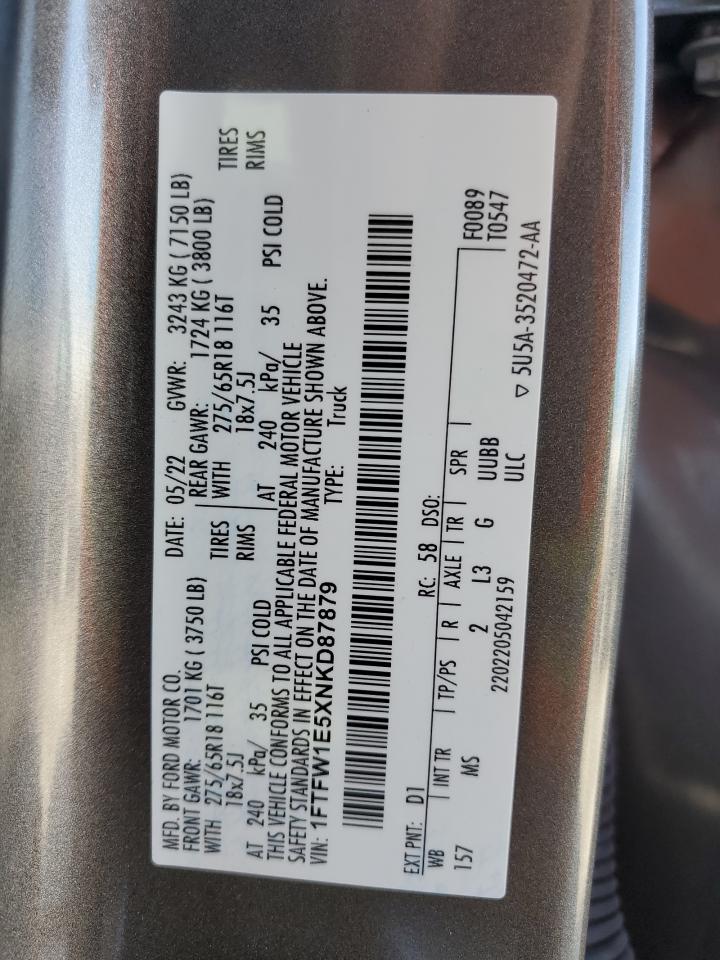 MFD. BY FORD MOTOR CO.
DATE: 05/22 GVWR: 3243 KG ( 7150 LB)
FRONT GAWR: 1701 KG ( 3750 LB) REAR GAWR: 1724 KG ( 3800 LB)
WITH 275/65R18 116T TIRES WITH 275/65R18 116T TIRES
18x7.5J RIMS 18x7.5J RIMS
AT 240 kPa/ 35 PSI COLD AT 240 kPa/ 35 PSI COLD
THIS VEHICLE CONFORMS TO ALL APPLICABLE FEDERAL MOTOR VEHICLE
SAFETY STANDARDS IN EFFECT ON THE DATE OF MANUFACTURE SHOWN ABOVE.
VIN: 1FTFW1E5XNKD87879 TYPE: Truck
EXT PNT: D1 RC: 58 DSO:
WB INT TR TP/PS R AXLE TR SPR F0089
157 MS 2 L3 G UUBB T0547
2202205042159 ULC ▽ 5U5A-3520472-AA